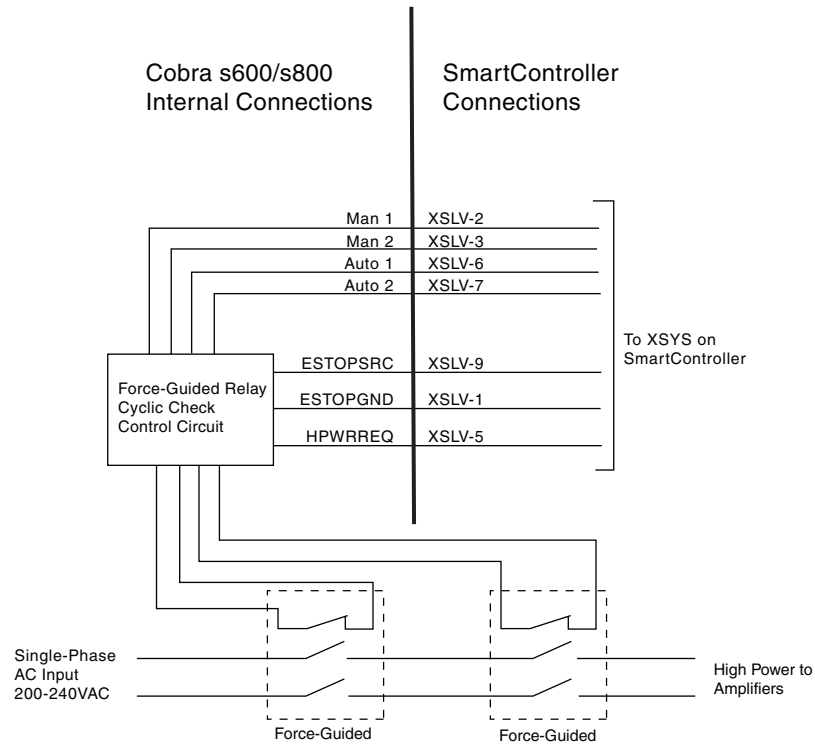 Cobra s600/s800
Internal Connections
SmartController
Connections
Man 1 XSLV-2
Man 2 XSLV-3
Auto 1 XSLV-6
Auto 2 XSLV-7
To XSYS on
SmartController
ESTOPSRC XSLV-9
ESTOPGND XSLV-1
HPWRREQ XSLV-5
Force-Guided Relay
Cyclic Check
Control Circuit
Single-Phase
AC Input
200-240VAC
High Power to
Amplifiers
Force-Guided
Force-Guided